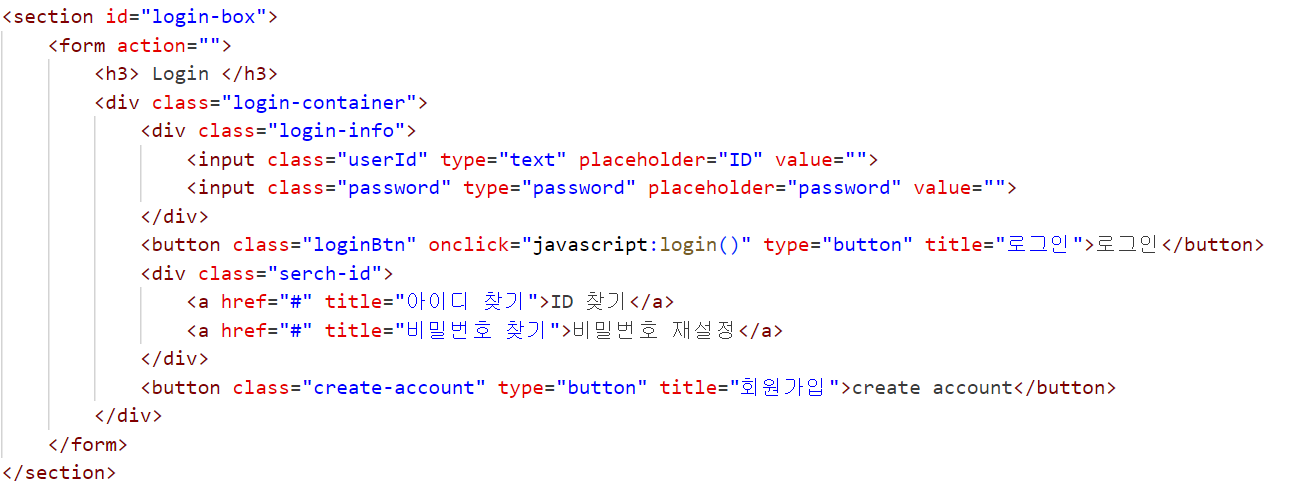 <section id="login-box">
<form action="">
<h3> Login </h3>
<div class="login-container">
<div class="login-info">
<input class="userId" type="text" placeholder="ID" value="">
<input class="password" type="password" placeholder="password" value="">
</div>
<button class="loginBtn" onclick="javascript:login()" type="button" title="로그인">로그인</button>
<div class="serch-id">
<a href="#" title="아이디 찾기">ID 찾기</a>
<a href="#" title="비밀번호 찾기">비밀번호 재설정</a>
</div>
<button class="create-account" type="button" title="회원가입">create account</button>
</div>
</form>
</section>